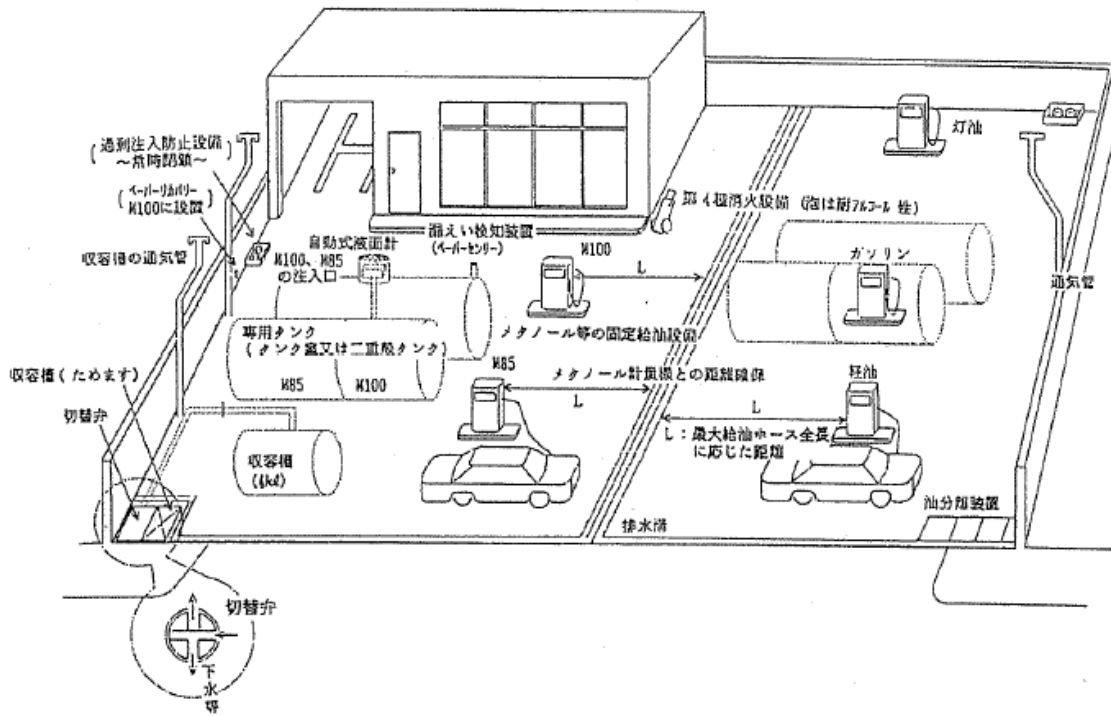 灯油
(過剰注入防止設備
～常時閉鎖～)
(ベーパーリカバリー
M100に設置)
収容槽の通気管
自動式液面計
M100、M85
の注入口
漏えい検知装置
(ベーパーセンサー)
M100
第4種消火設備 (泡は耐アルコール性)
L
ガソリン
通気管
専用タンク
(タンク室又は二重殻タンク)
M85
M100
メタノール等の固定給油設備
M85
メタノール計量機との距離確保
L
軽油
L
L:最大給油ホース全長
に応じた距離
収容槽(ためます)
切替弁
収容槽
(4kℓ)
排水溝
油分離装置
切替弁
下水等